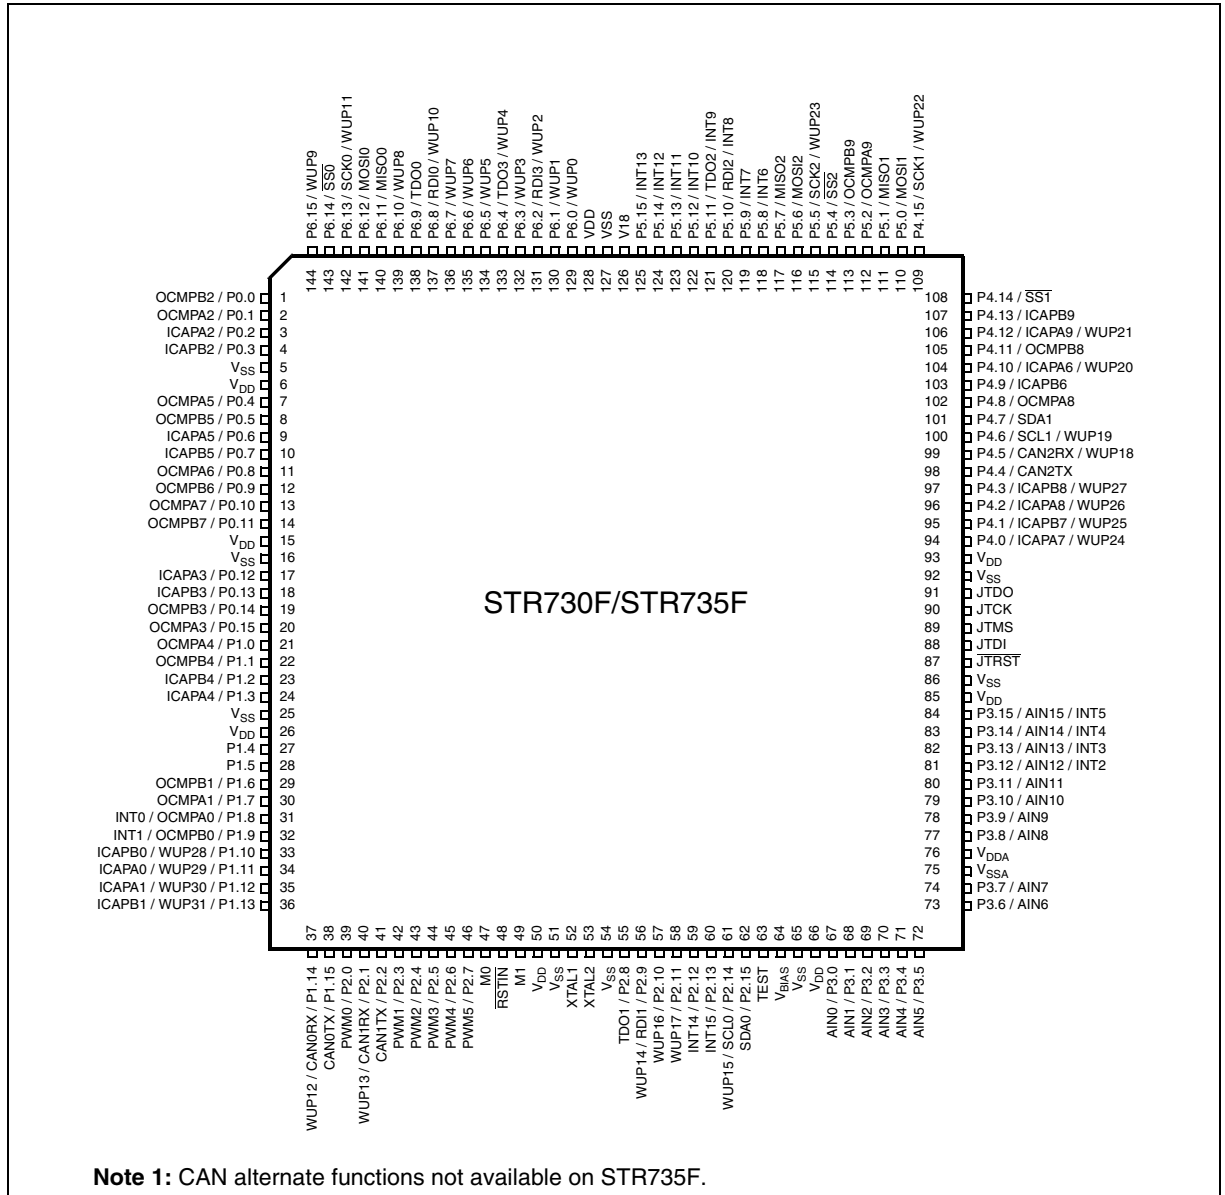 P6.15 / WUP9
P6.14 / SS0
P6.13 / SCK0 / WUP11
P6.12 / MOSI0
P6.11 / MISO0
P6.10 / WUP8
P6.9 / TDO0
P6.8 / RDI0 / WUP10
P6.7 / WUP7
P6.6 / WUP6
P6.5 / WUP5
P6.4 / TDO3 / WUP4
P6.3 / WUP3
P6.2 / RDI3 / WUP2
P6.1 / WUP1
P6.0 / WUP0
VDD
VSS
V18
P5.15 / INT13
P5.14 / INT12
P5.13 / INT11
P5.12 / INT10
P5.11 / TDO2 / INT9
P5.10 / RDI2 / INT8
P5.9 / INT7
P5.8 / INT6
P5.7 / MISO2
P5.6 / MOSI2
P5.5 / SCK2 / WUP23
P5.4 / SS2
P5.3 / OCMPB9
P5.2 / OCMPA9
P5.1 / MISO1
P5.0 / MOSI1
P4.15 / SCK1 / WUP22
144
143
142
141
140
139
138
137
136
135
134
133
132
131
130
129
128
127
126
125
124
123
122
121
120
119
118
117
116
115
114
113
112
111
110
109
OCMPB2 / P0.0 1
OCMPA2 / P0.1 2
ICAPA2 / P0.2 3
ICAPB2 / P0.3 4
VSS 5
VDD 6
OCMPA5 / P0.4 7
OCMPB5 / P0.5 8
ICAPA5 / P0.6 9
ICAPB5 / P0.7 10
OCMPA6 / P0.8 11
OCMPB6 / P0.9 12
OCMPA7 / P0.10 13
OCMPB7 / P0.11 14
VDD 15
VSS 16
ICAPA3 / P0.12 17
ICAPB3 / P0.13 18
OCMPB3 / P0.14 19
OCMPA3 / P0.15 20
OCMPA4 / P1.0 21
OCMPB4 / P1.1 22
ICAPB4 / P1.2 23
ICAPA4 / P1.3 24
VSS 25
VDD 26
P1.4 27
P1.5 28
OCMPB1 / P1.6 29
OCMPA1 / P1.7 30
INT0 / OCMPA0 / P1.8 31
INT1 / OCMPB0 / P1.9 32
ICAPB0 / WUP28 / P1.10 33
ICAPA0 / WUP29 / P1.11 34
ICAPA1 / WUP30 / P1.12 35
ICAPB1 / WUP31 / P1.13 36
STR730F/STR735F
108 P4.14 / SS1
107 P4.13 / ICAPB9
106 P4.12 / ICAPA9 / WUP21
105 P4.11 / OCMPB8
104 P4.10 / ICAPA6 / WUP20
103 P4.9 / ICAPB6
102 P4.8 / OCMPA8
101 P4.7 / SDA1
100 P4.6 / SCL1 / WUP19
99 P4.5 / CAN2RX / WUP18
98 P4.4 / CAN2TX
97 P4.3 / ICAPB8 / WUP27
96 P4.2 / ICAPA8 / WUP26
95 P4.1 / ICAPB7 / WUP25
94 P4.0 / ICAPA7 / WUP24
93 VDD
92 VSS
91 JTDO
90 JTCK
89 JTMS
88 JTDI
87 JTRST
86 VSS
85 VDD
84 P3.15 / AIN15 / INT5
83 P3.14 / AIN14 / INT4
82 P3.13 / AIN13 / INT3
81 P3.12 / AIN12 / INT2
80 P3.11 / AIN11
79 P3.10 / AIN10
78 P3.9 / AIN9
77 P3.8 / AIN8
76 VDDA
75 VSSA
74 P3.7 / AIN7
73 P3.6 / AIN6
37
38
39
40
41
42
43
44
45
46
47
48
49
50
51
52
53
54
55
56
57
58
59
60
61
62
63
64
65
66
67
68
69
70
71
72
WUP12 / CAN0RX / P1.14
CAN0TX / P1.15
PWM0 / P2.0
WUP13 / CAN1RX / P2.1
CAN1TX / P2.2
PWM1 / P2.3
PWM2 / P2.4
PWM3 / P2.5
PWM4 / P2.6
PWM5 / P2.7
M0
RSTIN
M1
VDD
VSS
XTAL1
XTAL2
VSS
TDO1 / P2.8
WUP14 / RDI1 / P2.9
WUP16 / P2.10
WUP17 / P2.11
INT14 / P2.12
INT15 / P2.13
WUP15 / SCL0 / P2.14
SDA0 / P2.15
TEST
VBIAS
VSS
VDD
AIN0 / P3.0
AIN1 / P3.1
AIN2 / P3.2
AIN3 / P3.3
AIN4 / P3.4
AIN5 / P3.5
Note 1: CAN alternate functions not available on STR735F.